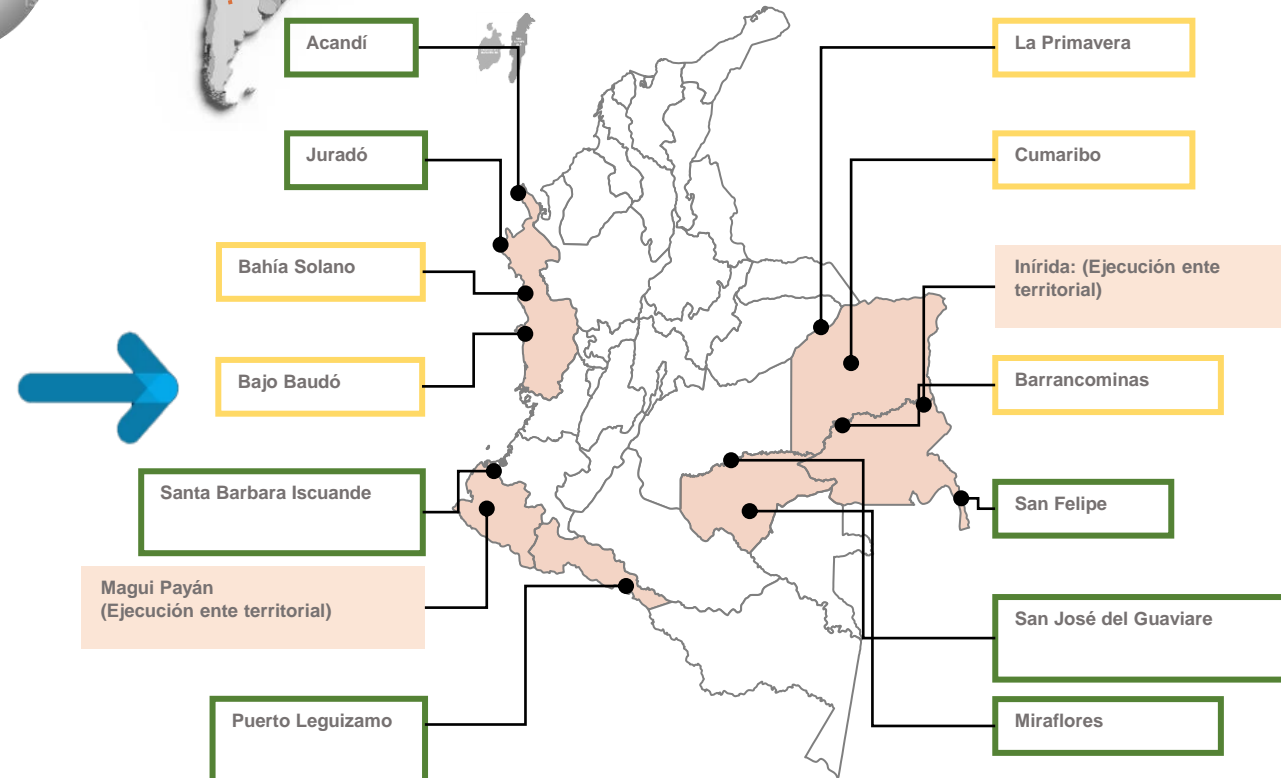 Acandí
Juradó
Bahía Solano
Bajo Baudó
Santa Barbara Iscuande
Magui Payán
(Ejecución ente territorial)
Puerto Leguizamo
La Primavera
Cumaribo
Inírida: (Ejecución ente
territorial)
Barrancominas
San Felipe
San José del Guaviare
Miraflores